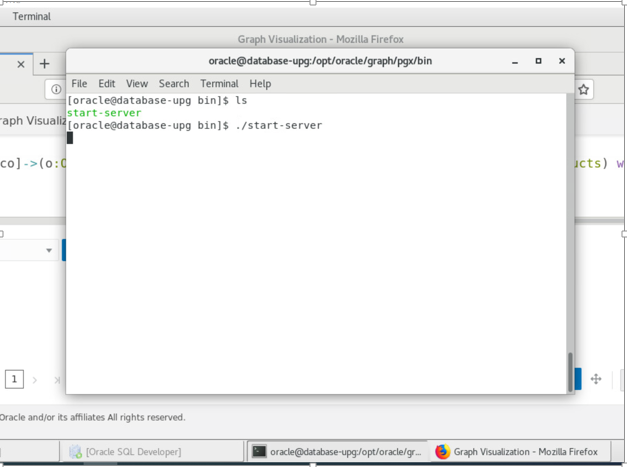 Terminal
Graph Visualization - Mozilla Firefox
oracle@database-upg:/opt/oracle/graph/pgx/bin
File Edit View Search Terminal Help
[oracle@database-upg bin]$ ls
start-server
[oracle@database-upg bin]$ ./start-server
raph Visualiz
co]->(o:O
ucts) w
1
Oracle and/or its affiliates All rights reserved.
[Oracle SQL Developer]
oracle@database-upg:/opt/oracle/gr...
Graph Visualization - Mozilla Firefox